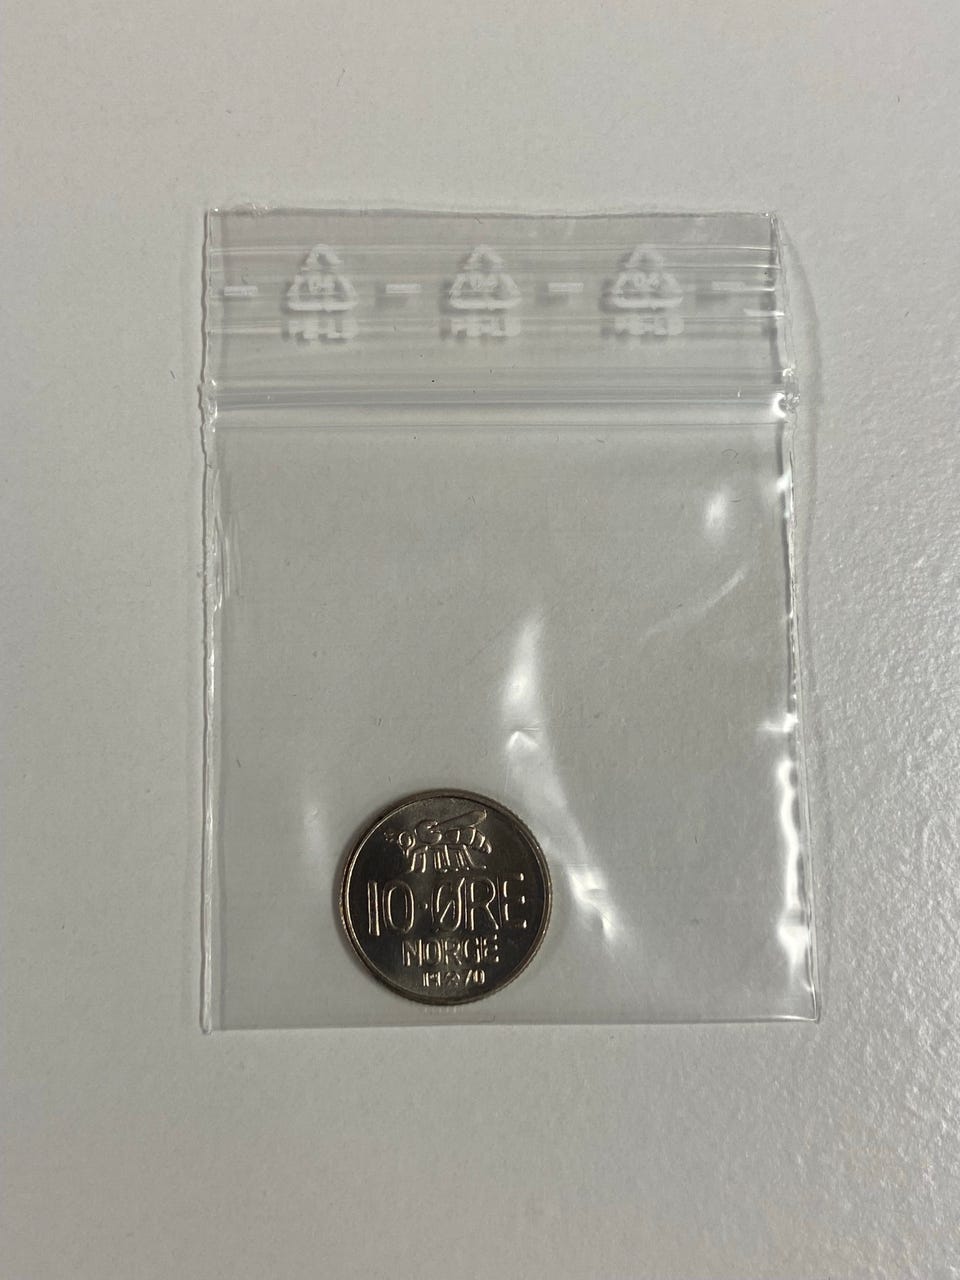 04 04 04
PE-LD PE-LD PE-LD
10·ØRE
NORGE
1970